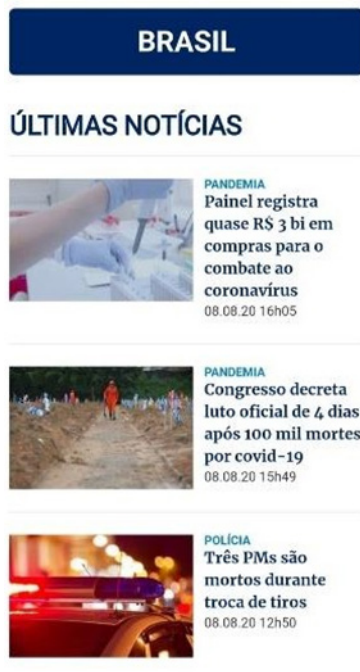 BRASIL
ÚLTIMAS NOTÍCIAS
PANDEMIA
Painel registra
quase R$ 3 bi em
compras para o
combate ao
coronavírus
08.08.20 16h05
PANDEMIA
Congresso decreta
luto oficial de 4 dias
após 100 mil mortes
por covid-19
08.08.20 15h49
POLÍCIA
Três PMs são
mortos durante
troca de tiros
08.08.20 12h50